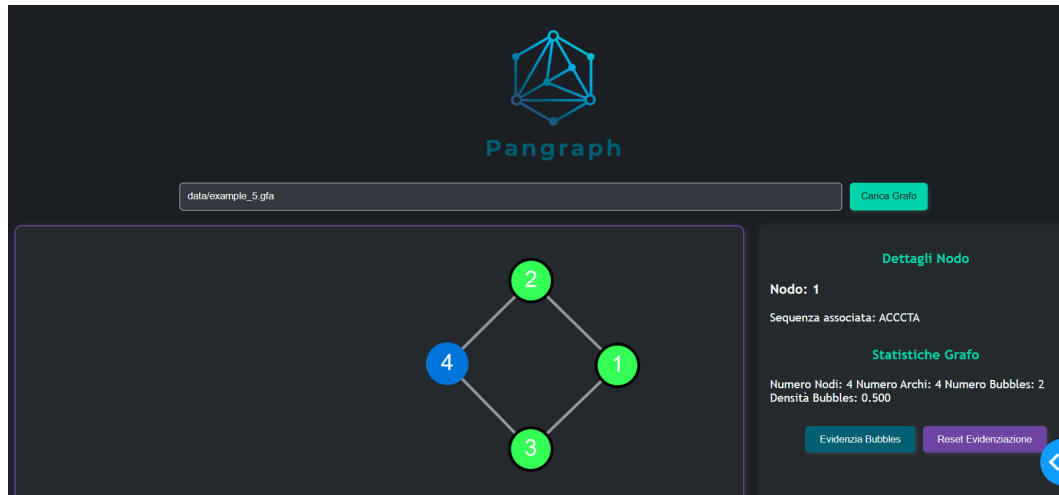 Pangraph
data/example_5.gfa
Carica Grafo
2
4
1
3
Dettagli Nodo
Nodo: 1
Sequenza associata: ACCCTA
Statistiche Grafo
Numero Nodi: 4 Numero Archi: 4 Numero Bubbles: 2
Densità Bubbles: 0.500
Evidenzia Bubbles
Reset Evidenziazione